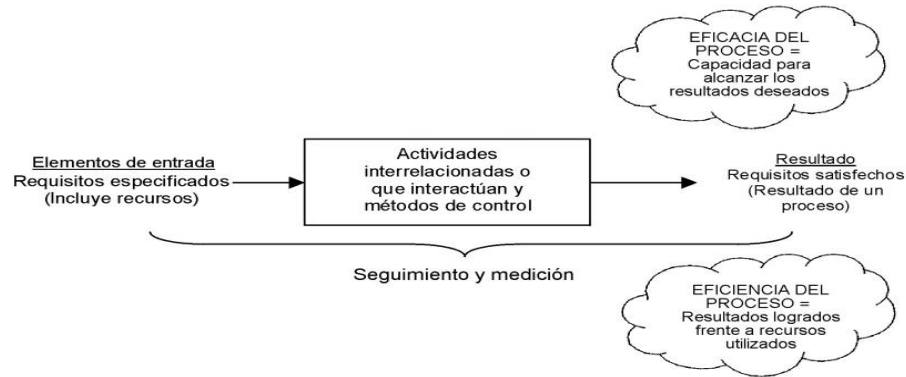 EFICACIA DEL
PROCESO =
Capacidad para
alcanzar los
resultados deseados
Elementos de entrada
Requisitos especificados
(Incluye recursos)
Actividades
interrelacionadas o
que interactúan y
métodos de control
Resultado
Requisitos satisfechos
(Resultado de un
proceso)
Seguimiento y medición
EFICIENCIA DEL
PROCESO =
Resultados logrados
frente a recursos
utilizados